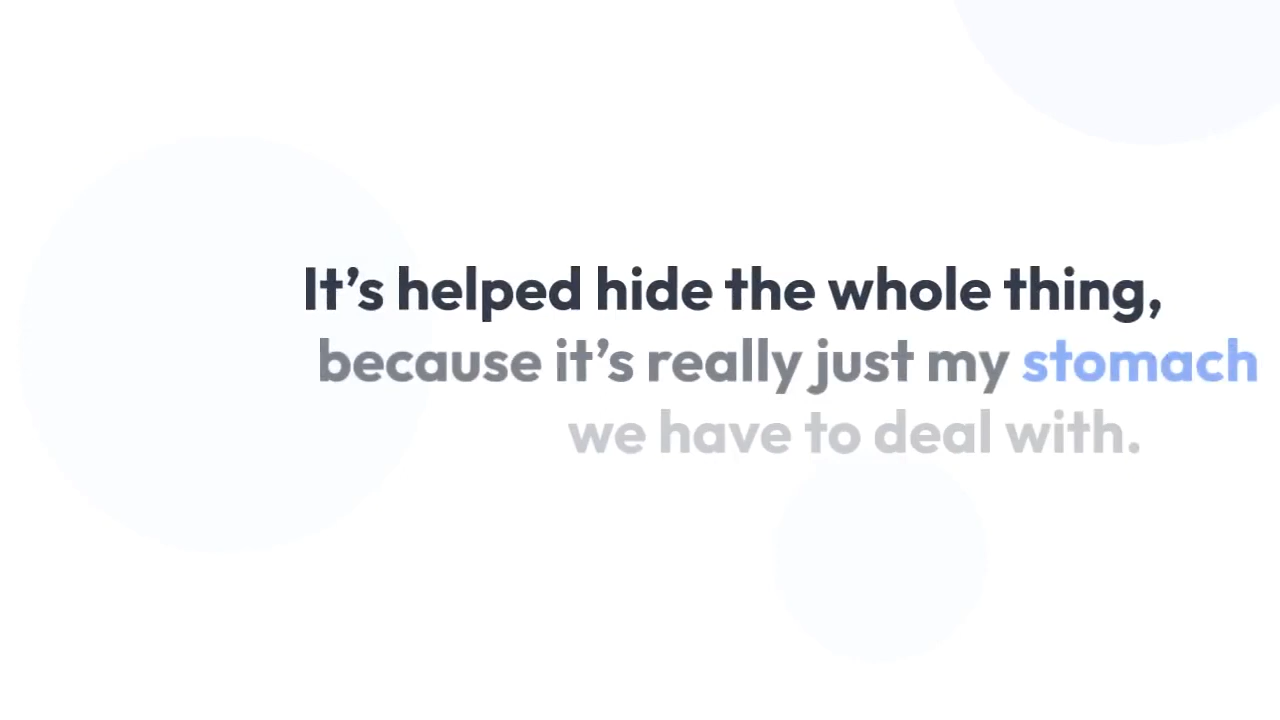 It’s helped hide the whole thing,
because it’s really just my stomach
we have to deal with.